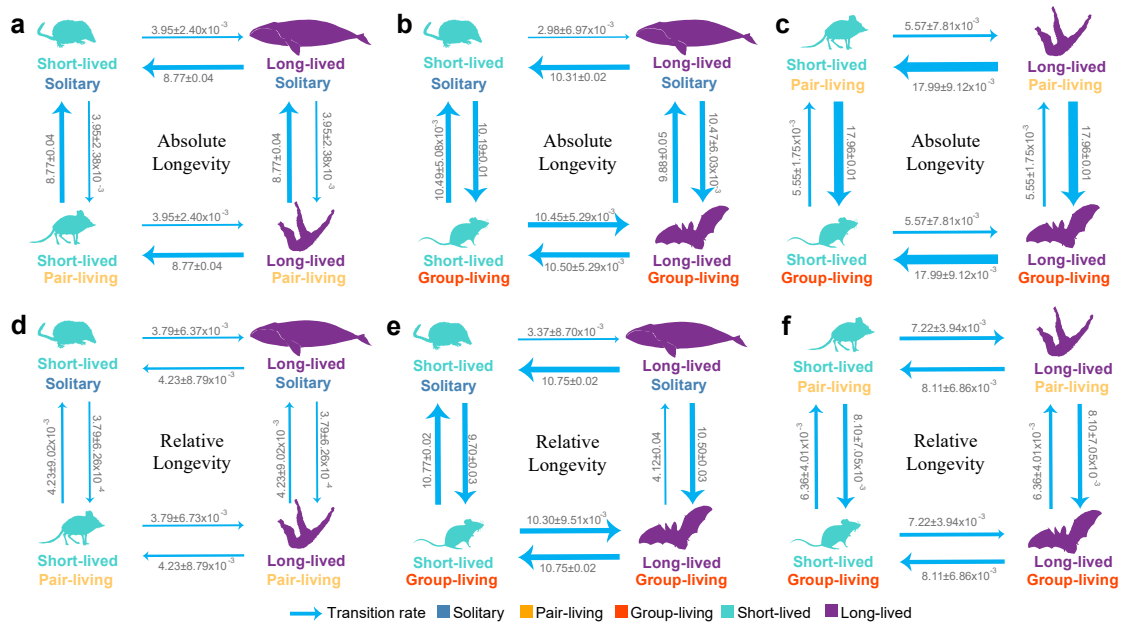 a
3.95±2.40x10-3
Short-lived
Solitary
8.77±0.04
Long-lived
Solitary
8.77±0.04
3.95±2.38x10-3
Absolute
Longevity
8.77±0.04
3.95±2.38x10-3
3.95±2.40x10-3
Short-lived
Pair-living
8.77±0.04
Long-lived
Pair-living
b
2.98±6.97x10-3
Short-lived
Solitary
10.31±0.02
Long-lived
Solitary
10.49±5.08x10-3
10.19±0.01
Absolute
Longevity
9.88±0.05
10.47±6.03x10-3
10.45±5.29x10-3
Short-lived
Group-living
10.50±5.29x10-3
Long-lived
Group-living
c
5.57±7.81x10-3
Short-lived
Pair-living
17.99±9.12x10-3
Long-lived
Pair-living
5.55±1.75x10-3
17.96±0.01
Absolute
Longevity
5.55±1.75x10-3
17.96±0.01
5.57±7.81x10-3
Short-lived
Group-living
17.99±9.12x10-3
Long-lived
Group-living
d
3.79±6.37x10-3
Short-lived
Solitary
4.23±8.79x10-3
Long-lived
Solitary
4.23±9.02x10-3
3.79±6.26x10-4
Relative
Longevity
4.23±9.02x10-3
3.79±6.26x10-4
3.79±6.73x10-3
Short-lived
Pair-living
4.23±8.79x10-3
Long-lived
Pair-living
e
3.37±8.70x10-3
Short-lived
Solitary
10.75±0.02
Long-lived
Solitary
10.77±0.02
9.70±0.03
Relative
Longevity
4.12±0.04
10.50±0.03
10.30±9.51x10-3
Short-lived
Group-living
10.75±0.02
Long-lived
Group-living
f
7.22±3.94x10-3
Short-lived
Pair-living
8.11±6.86x10-3
Long-lived
Pair-living
6.36±4.01x10-3
8.10±7.05x10-3
Relative
Longevity
6.36±4.01x10-3
8.10±7.05x10-3
7.22±3.94x10-3
Short-lived
Group-living
8.11±6.86x10-3
Long-lived
Group-living
Transition rate Solitary Pair-living Group-living Short-lived Long-lived